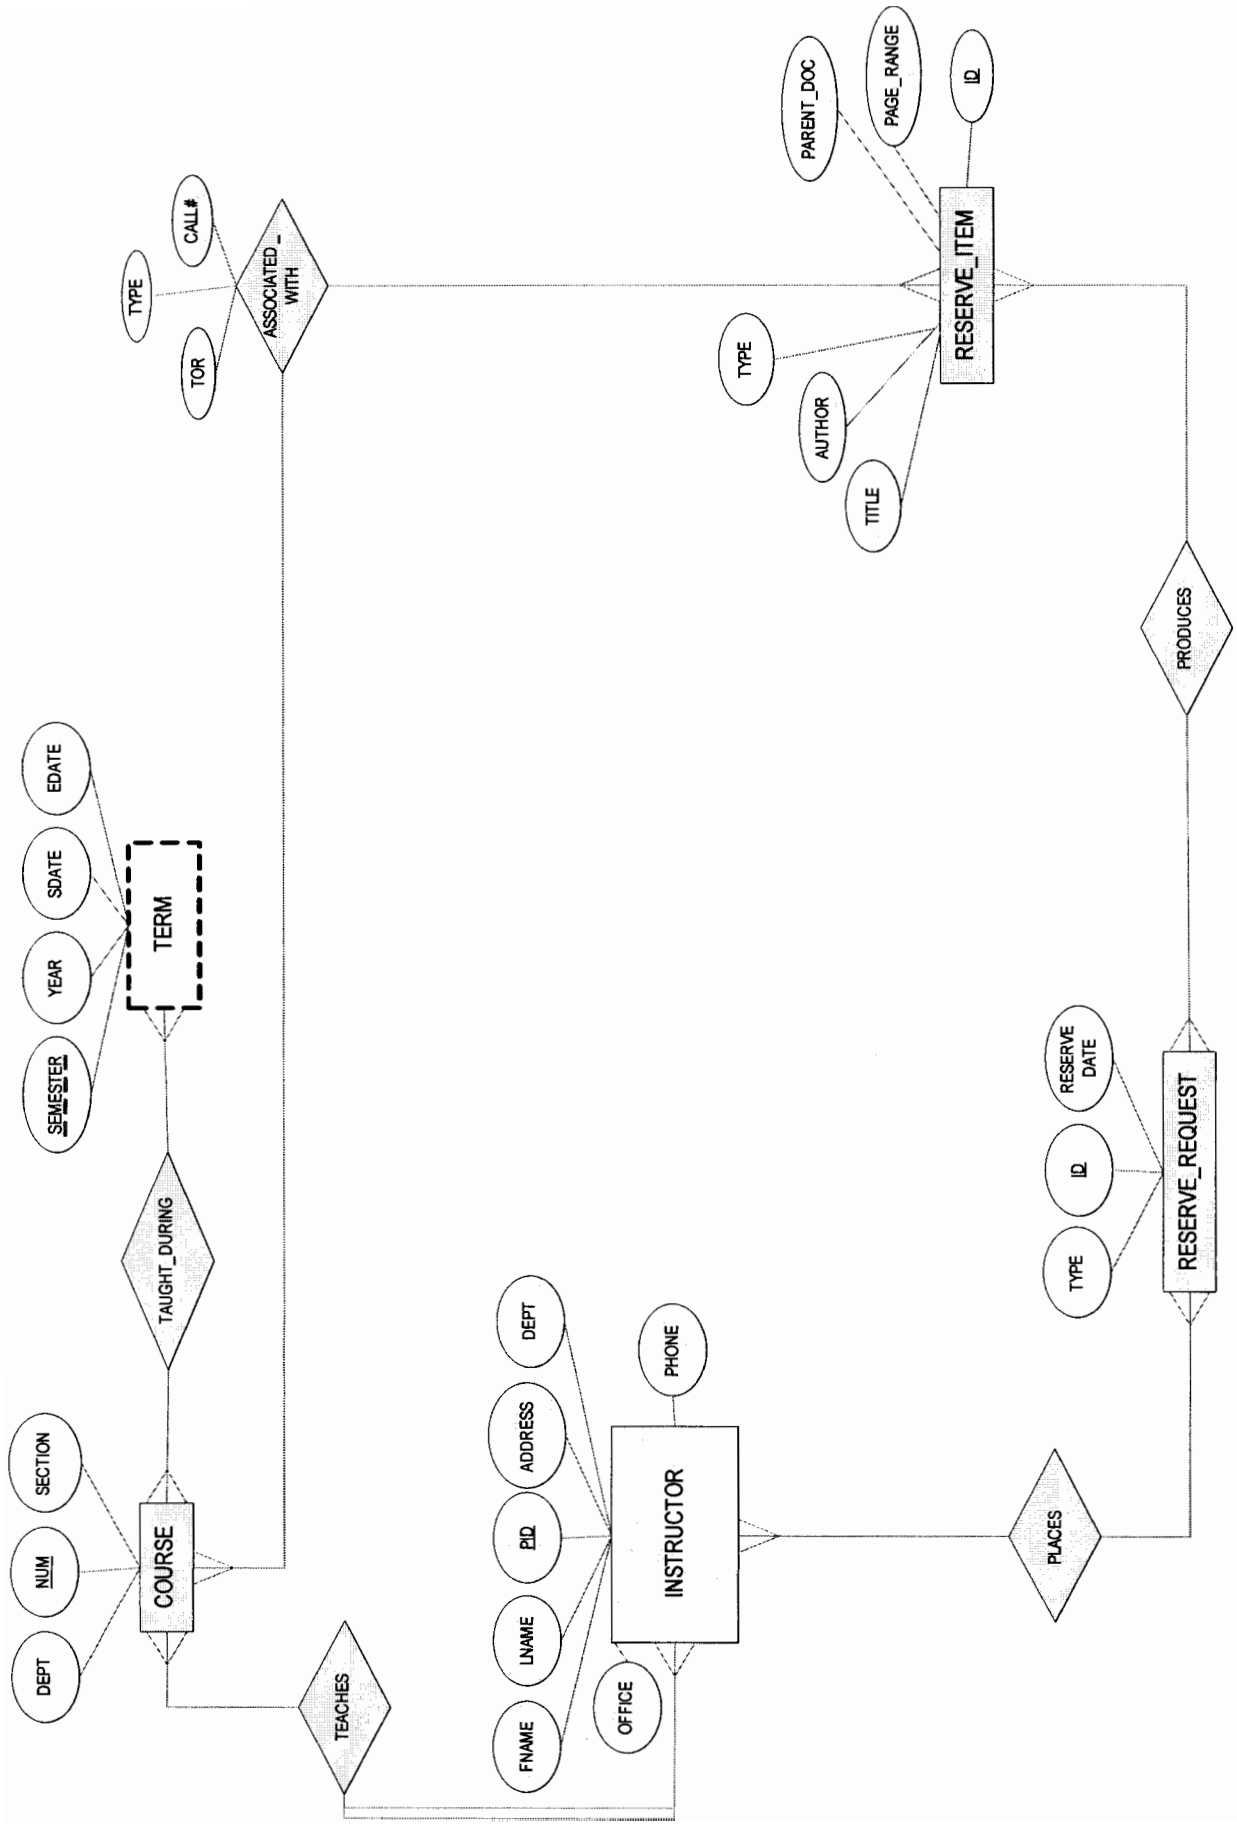 DEPT
NUM
SECTION
SEMESTER
YEAR
SDATE
EDATE
COURSE
TAUGHT_DURING
TERM
TOR
TYPE
CALL#
ASSOCIATED_
WITH
TEACHES
FNAME
LNAME
PID
ADDRESS
DEPT
OFFICE
INSTRUCTOR
PHONE
TITLE
AUTHOR
TYPE
PARENT_DOC
PAGE_RANGE
ID
RESERVE_ITEM
PLACES
TYPE
ID
RESERVE
DATE
RESERVE_REQUEST
PRODUCES